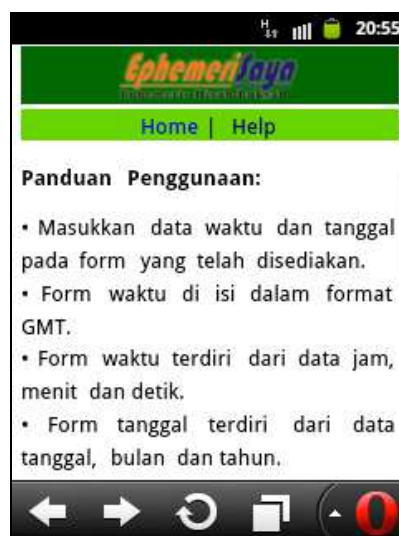 H
20:55
EphemeriSaya
Home | Help
Panduan Penggunaan:
• Masukkan data waktu dan tanggal
pada form yang telah disediakan.
• Form waktu di isi dalam format
GMT.
• Form waktu terdiri dari data jam,
menit dan detik.
• Form tanggal terdiri dari data
tanggal, bulan dan tahun.